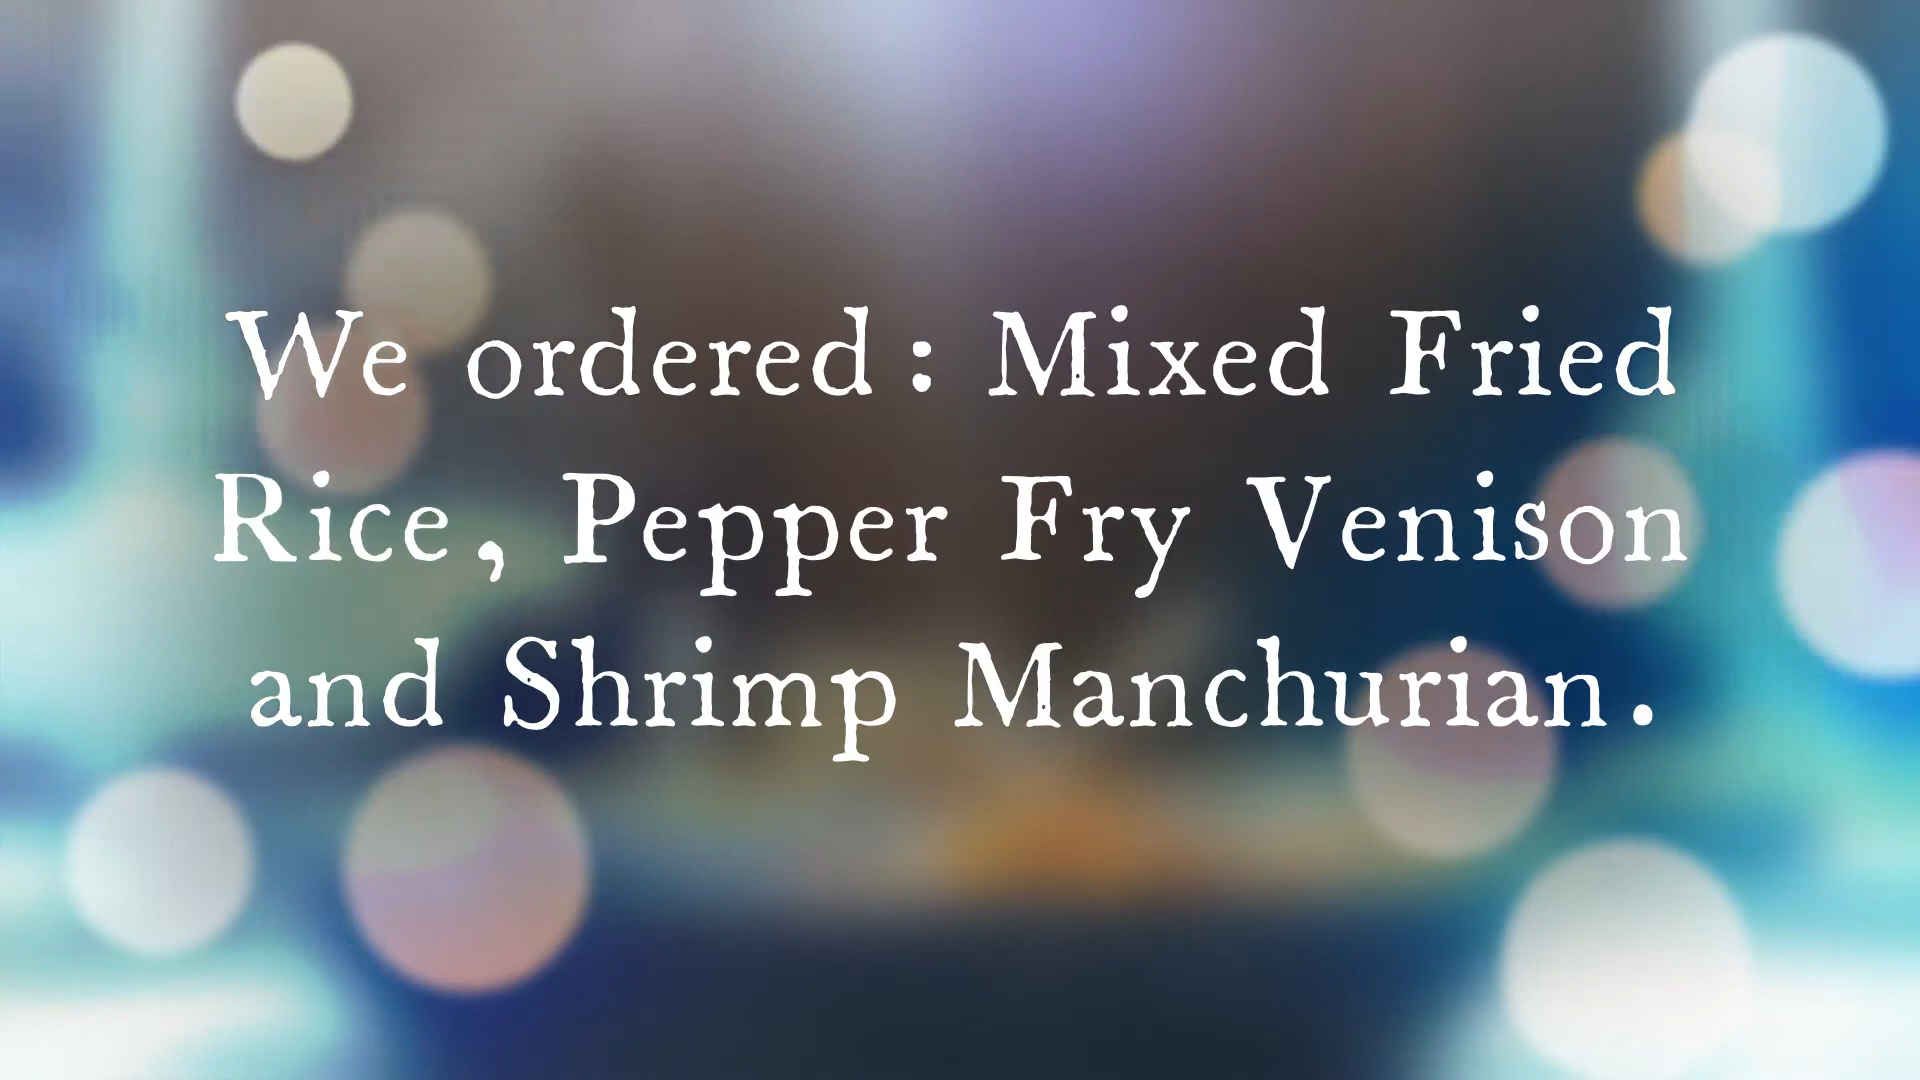 We ordered: Mixed Fried
Rice, Pepper Fry Venison
and Shrimp Manchurian.